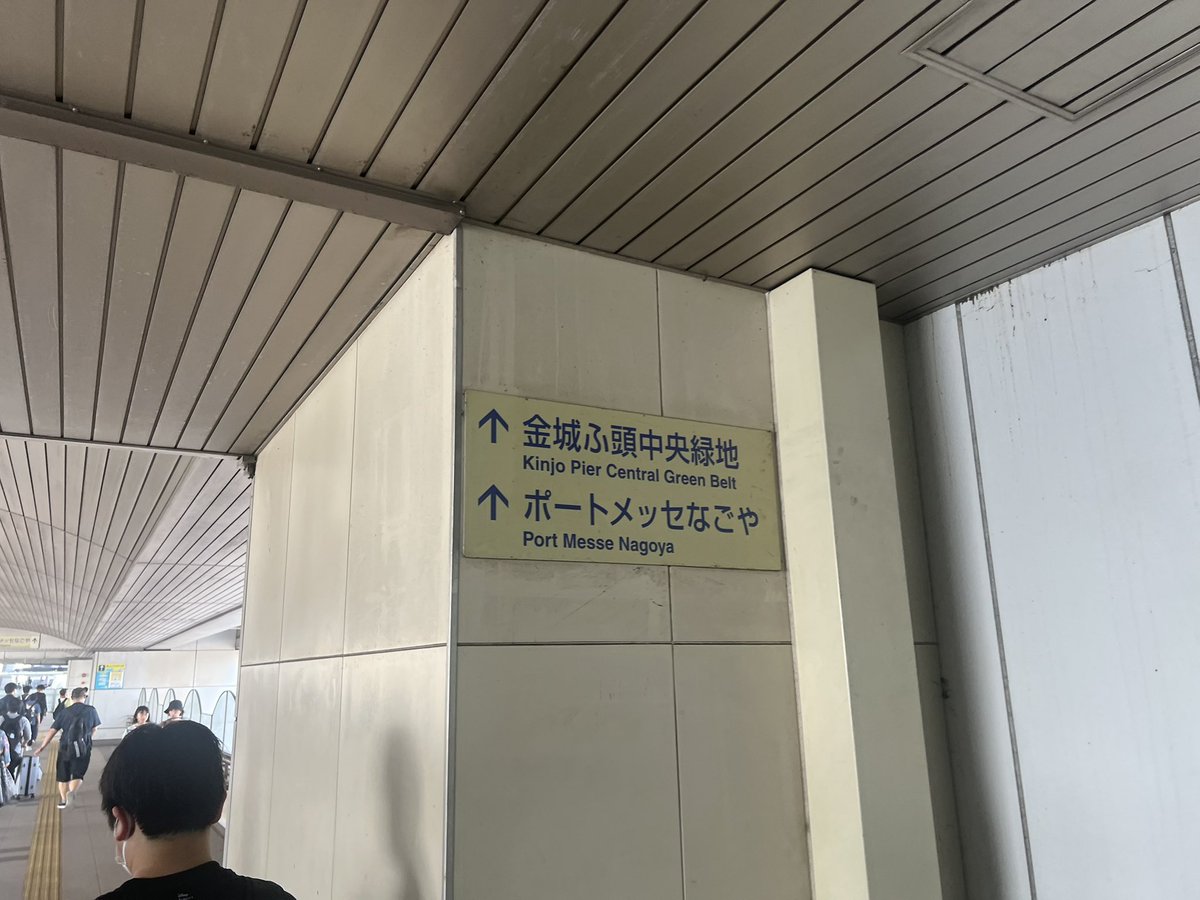 ↑ 金城ふ頭中央緑地
Kinjo Pier Central Green Belt
↑ ポートメッセなごや
Port Messe Nagoya